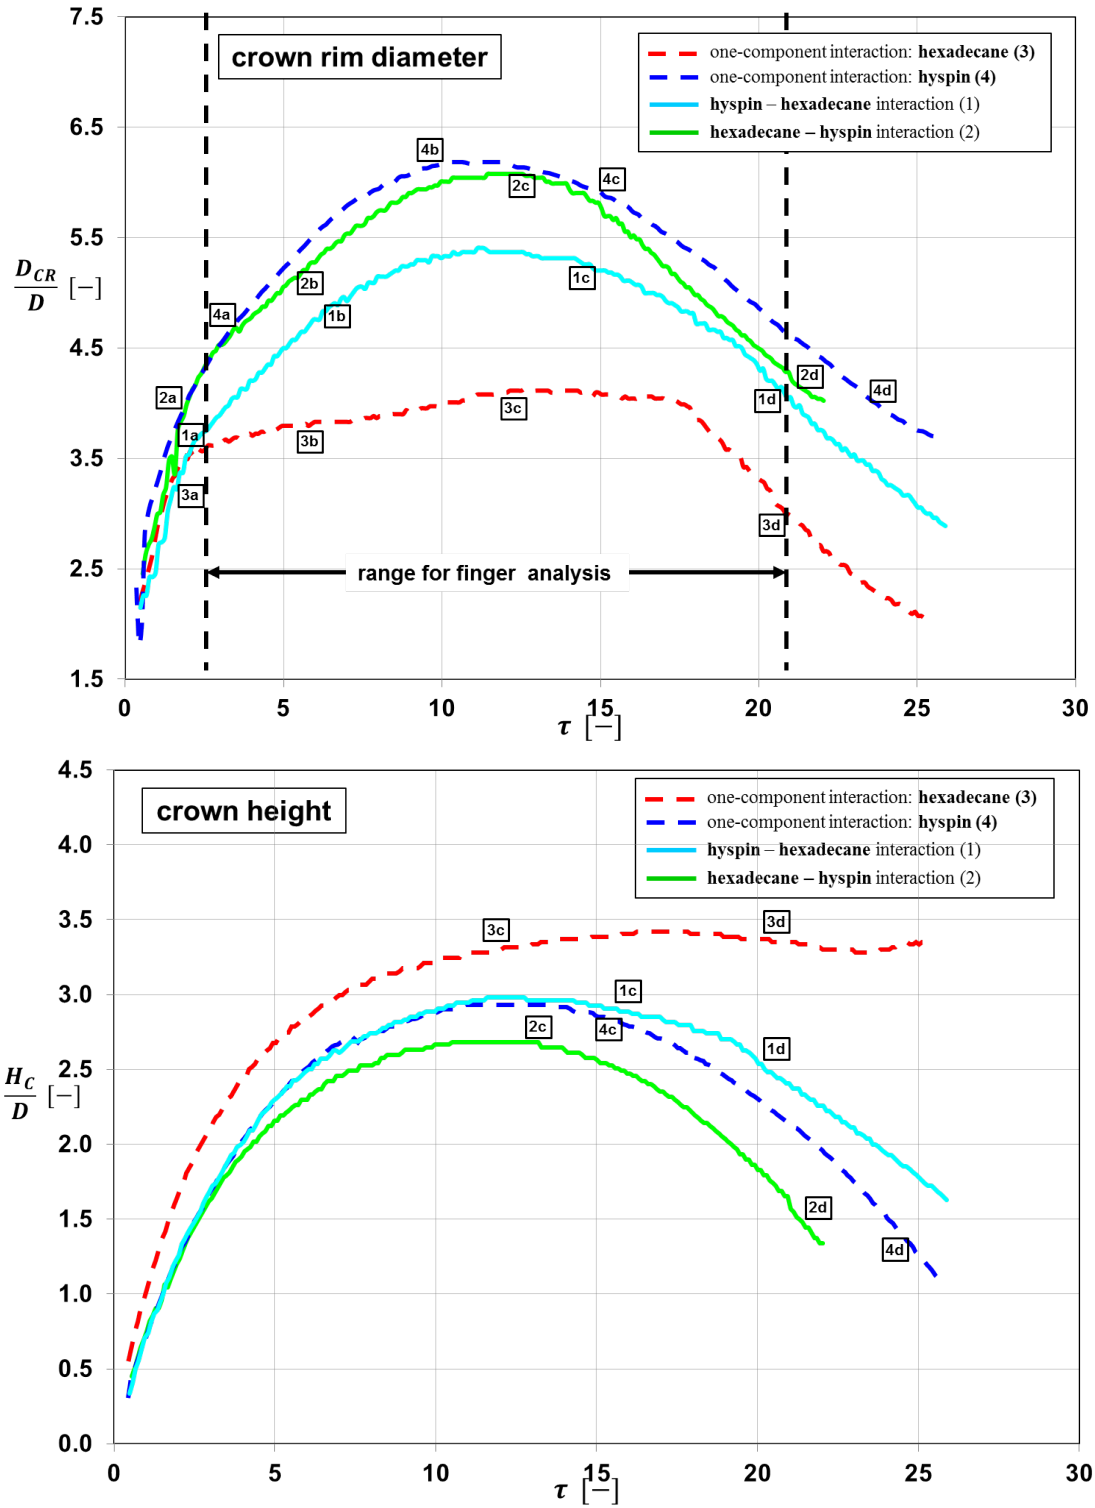 7.5
crown rim diameter
one-component interaction: hexadecane (3)
one-component interaction: hyspin (4)
hyspin – hexadecane interaction (1)
hexadecane – hyspin interaction (2)
6.5
4b
4c
2c
5.5
D_CR/D [–]
2b
1c
4a
1b
4.5
2d
4d
2a
1d
3c
1a
3b
3.5
3a
3d
2.5
range for finger analysis
1.5
0 5 10 15 20 25 30
τ [–]
4.5
crown height
one-component interaction: hexadecane (3)
one-component interaction: hyspin (4)
hyspin – hexadecane interaction (1)
hexadecane – hyspin interaction (2)
4.0
3.5
3c
3d
3.0
1c
2c
4c
1d
2.5
H_C/D [–]
2.0
1.5
2d
4d
1.0
0.5
0.0
0 5 10 15 20 25 30
τ [–]